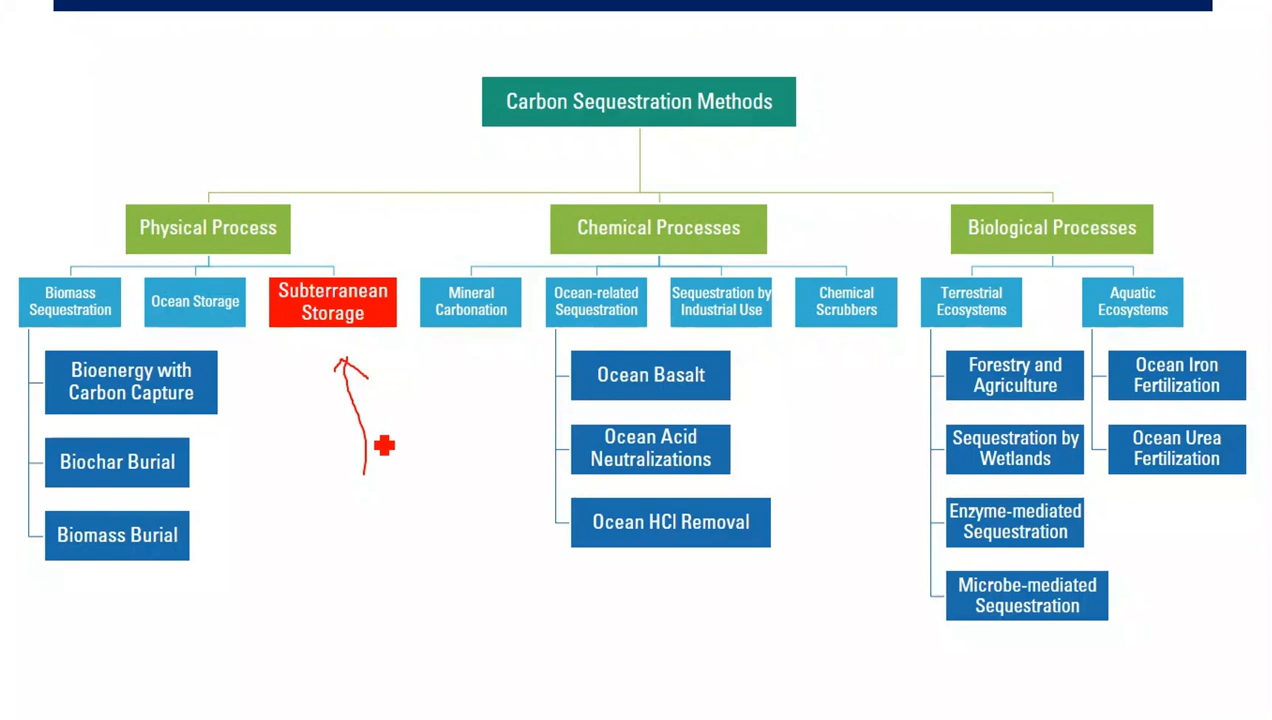 Carbon Sequestration Methods
Physical Process
Chemical Processes
Biological Processes
Biomass
Sequestration
Ocean Storage
Subterranean
Storage
Mineral
Carbonation
Ocean-related
Sequestration
Sequestration by
Industrial Use
Chemical
Scrubbers
Terrestrial
Ecosystems
Aquatic
Ecosystems
Bioenergy with
Carbon Capture
Biochar Burial
Biomass Burial
Ocean Basalt
Ocean Acid
Neutralizations
Ocean HCl Removal
Forestry and
Agriculture
Sequestration by
Wetlands
Enzyme-mediated
Sequestration
Microbe-mediated
Sequestration
Ocean Iron
Fertilization
Ocean Urea
Fertilization